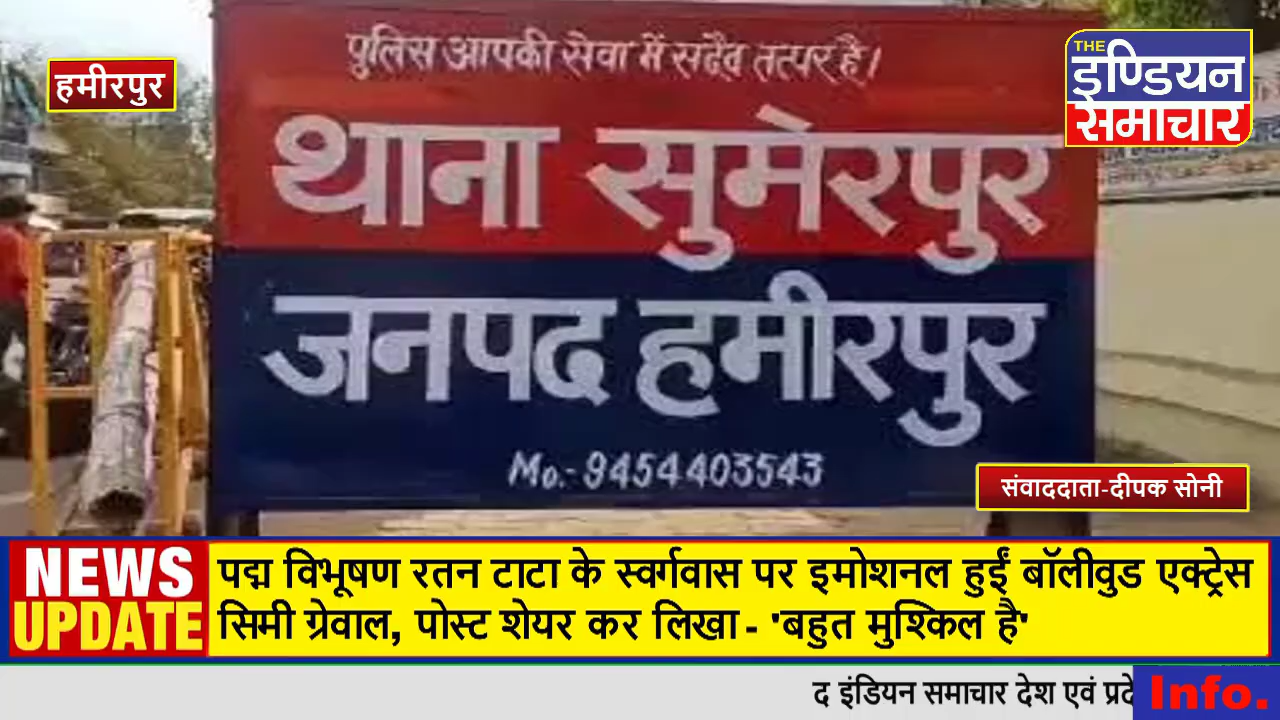 पुलिस आपकी सेवा में सदैव तत्पर है।
हमीरपुर
THE
इण्डियन
समाचार
थाना सुमेरपुर
जनपद हमीरपुर
Mo.- 9454403543
संवाददाता-दीपक सोनी
NEWS
UPDATE
पद्म विभूषण रतन टाटा के स्वर्गवास पर इमोशनल हुईं बॉलीवुड एक्ट्रेस
सिमी ग्रेवाल, पोस्ट शेयर कर लिखा- 'बहुत मुश्किल है'
द इंडियन समाचार देश एवं प्रदे
Info.